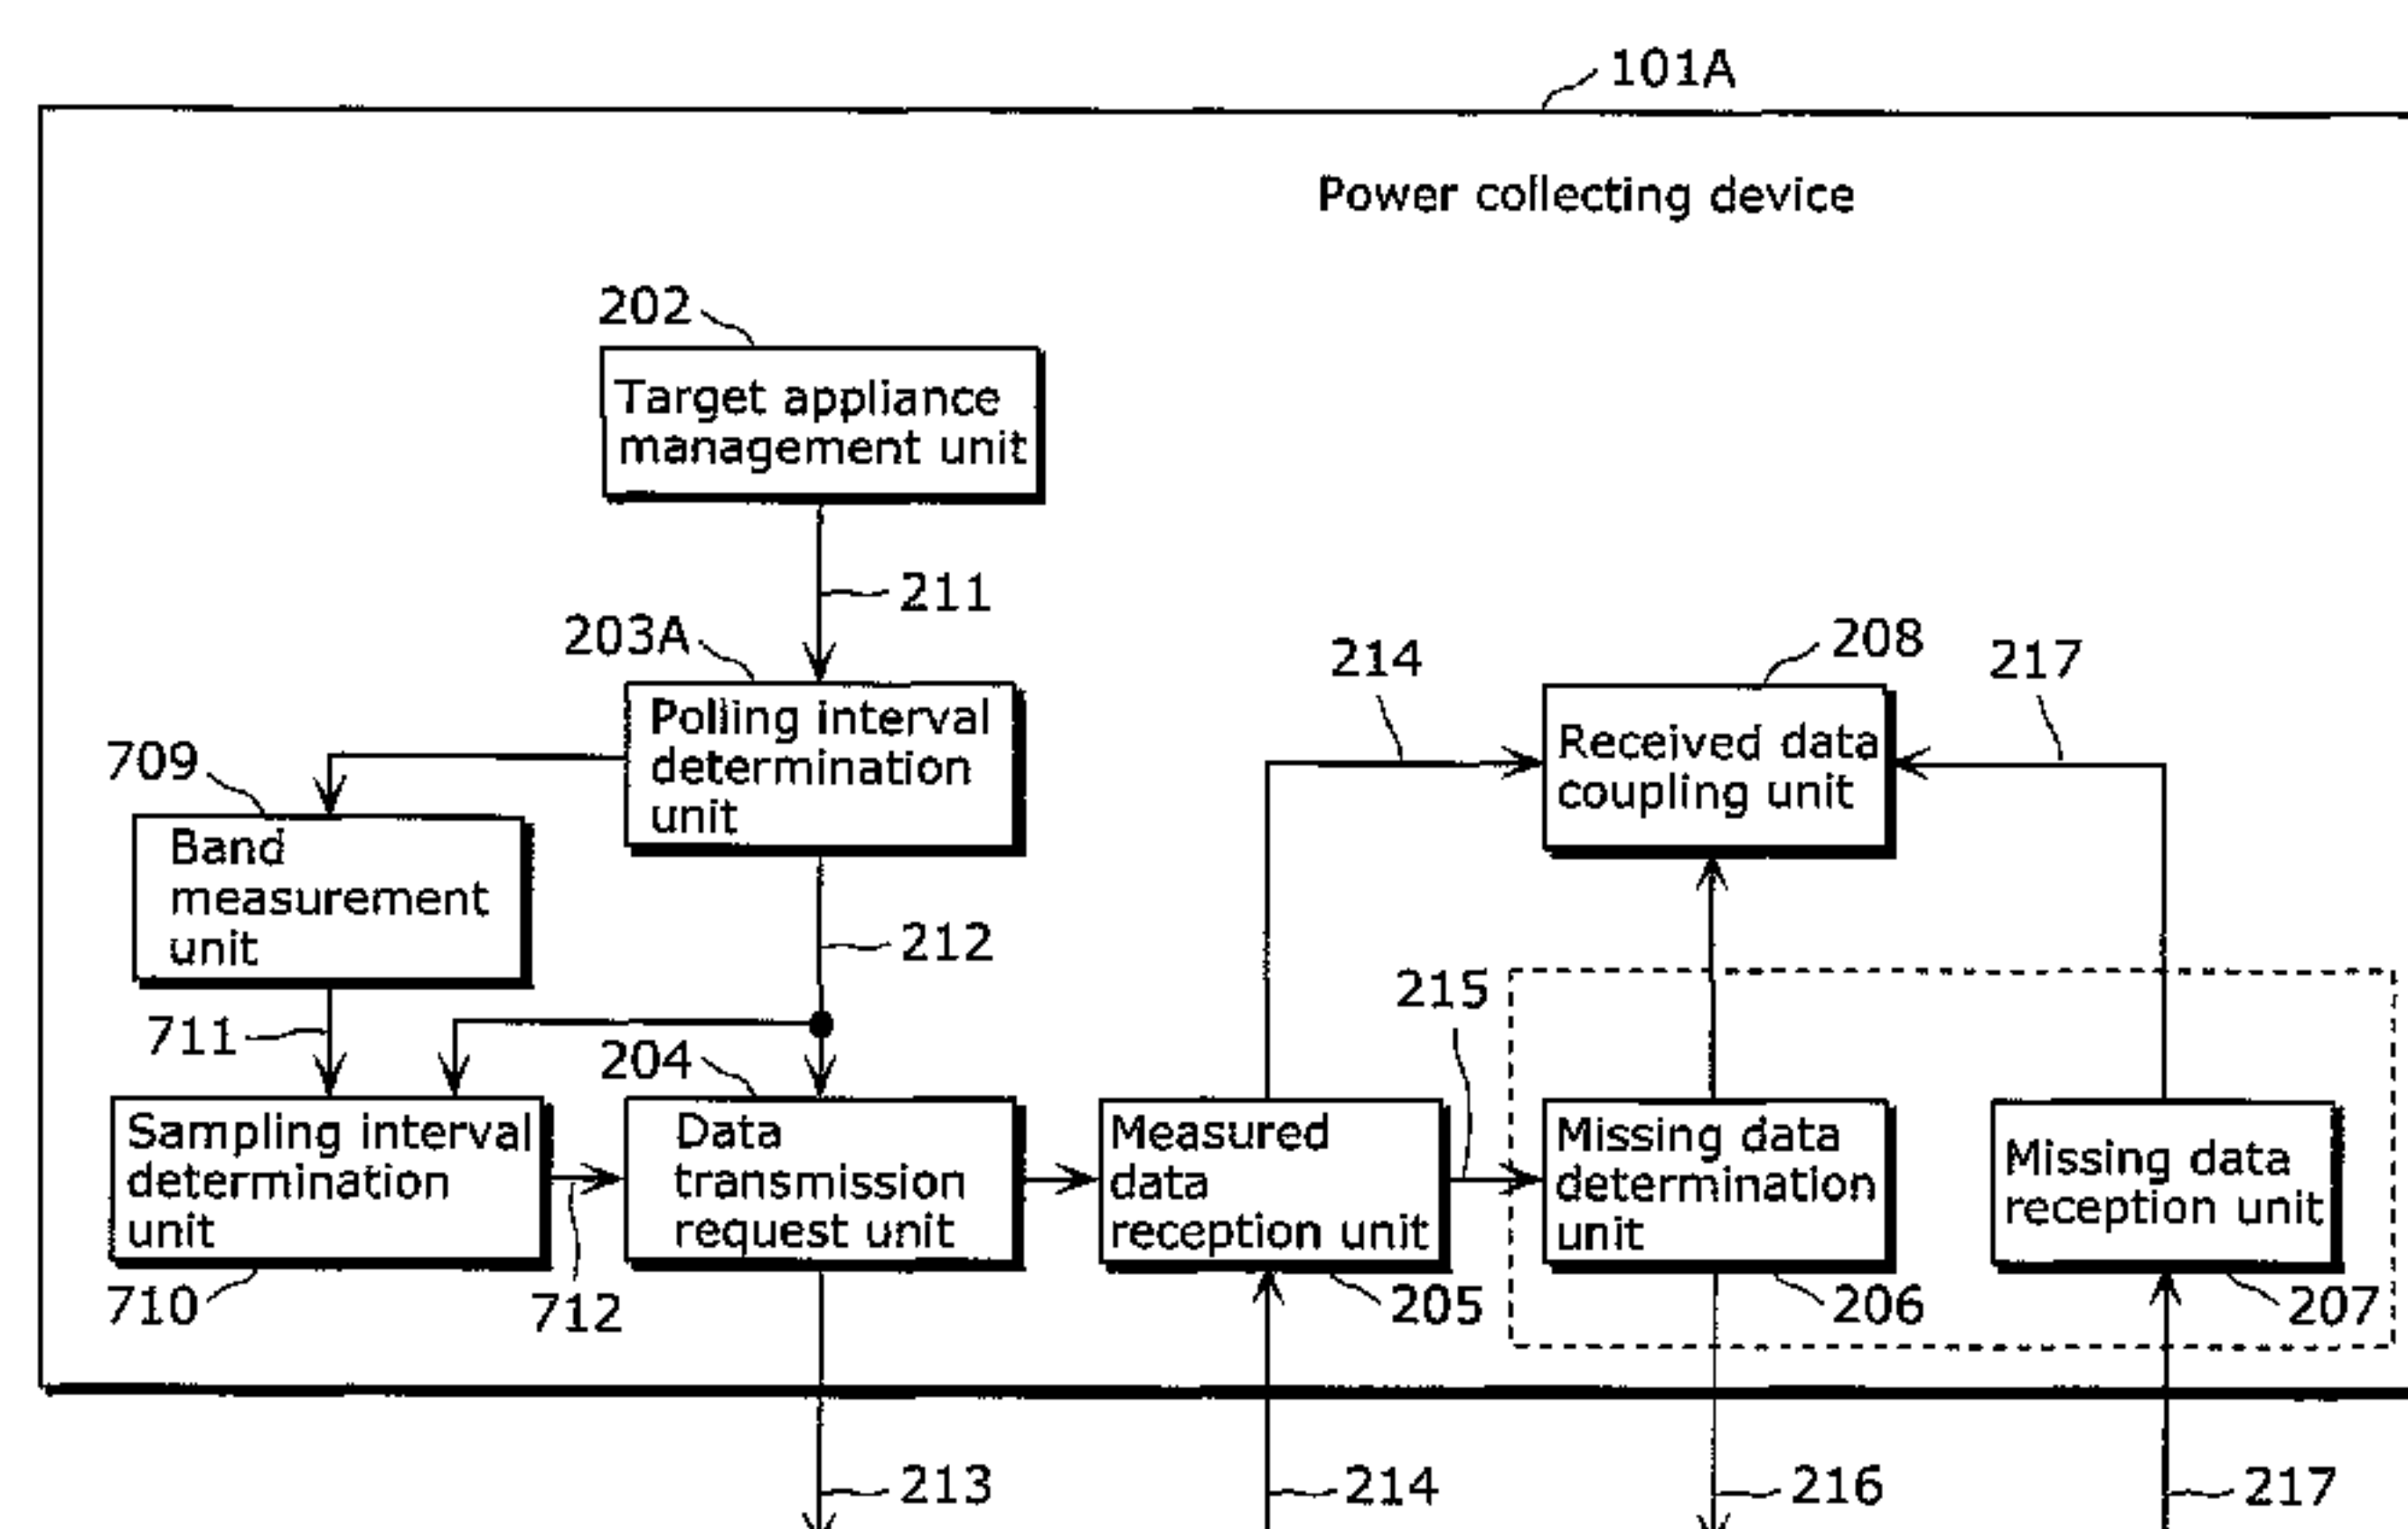 101A
Power collecting device
202
Target appliance
management unit
211
203A
Polling interval
determination
unit
214
208
217
Received data
coupling unit
709
Band
measurement
unit
212
215
711
204
Sampling interval
determination
unit
Data
transmission
request unit
Measured
data
reception unit
Missing data
determination
unit
Missing data
reception unit
710
712
205
206
207
213
214
216
217